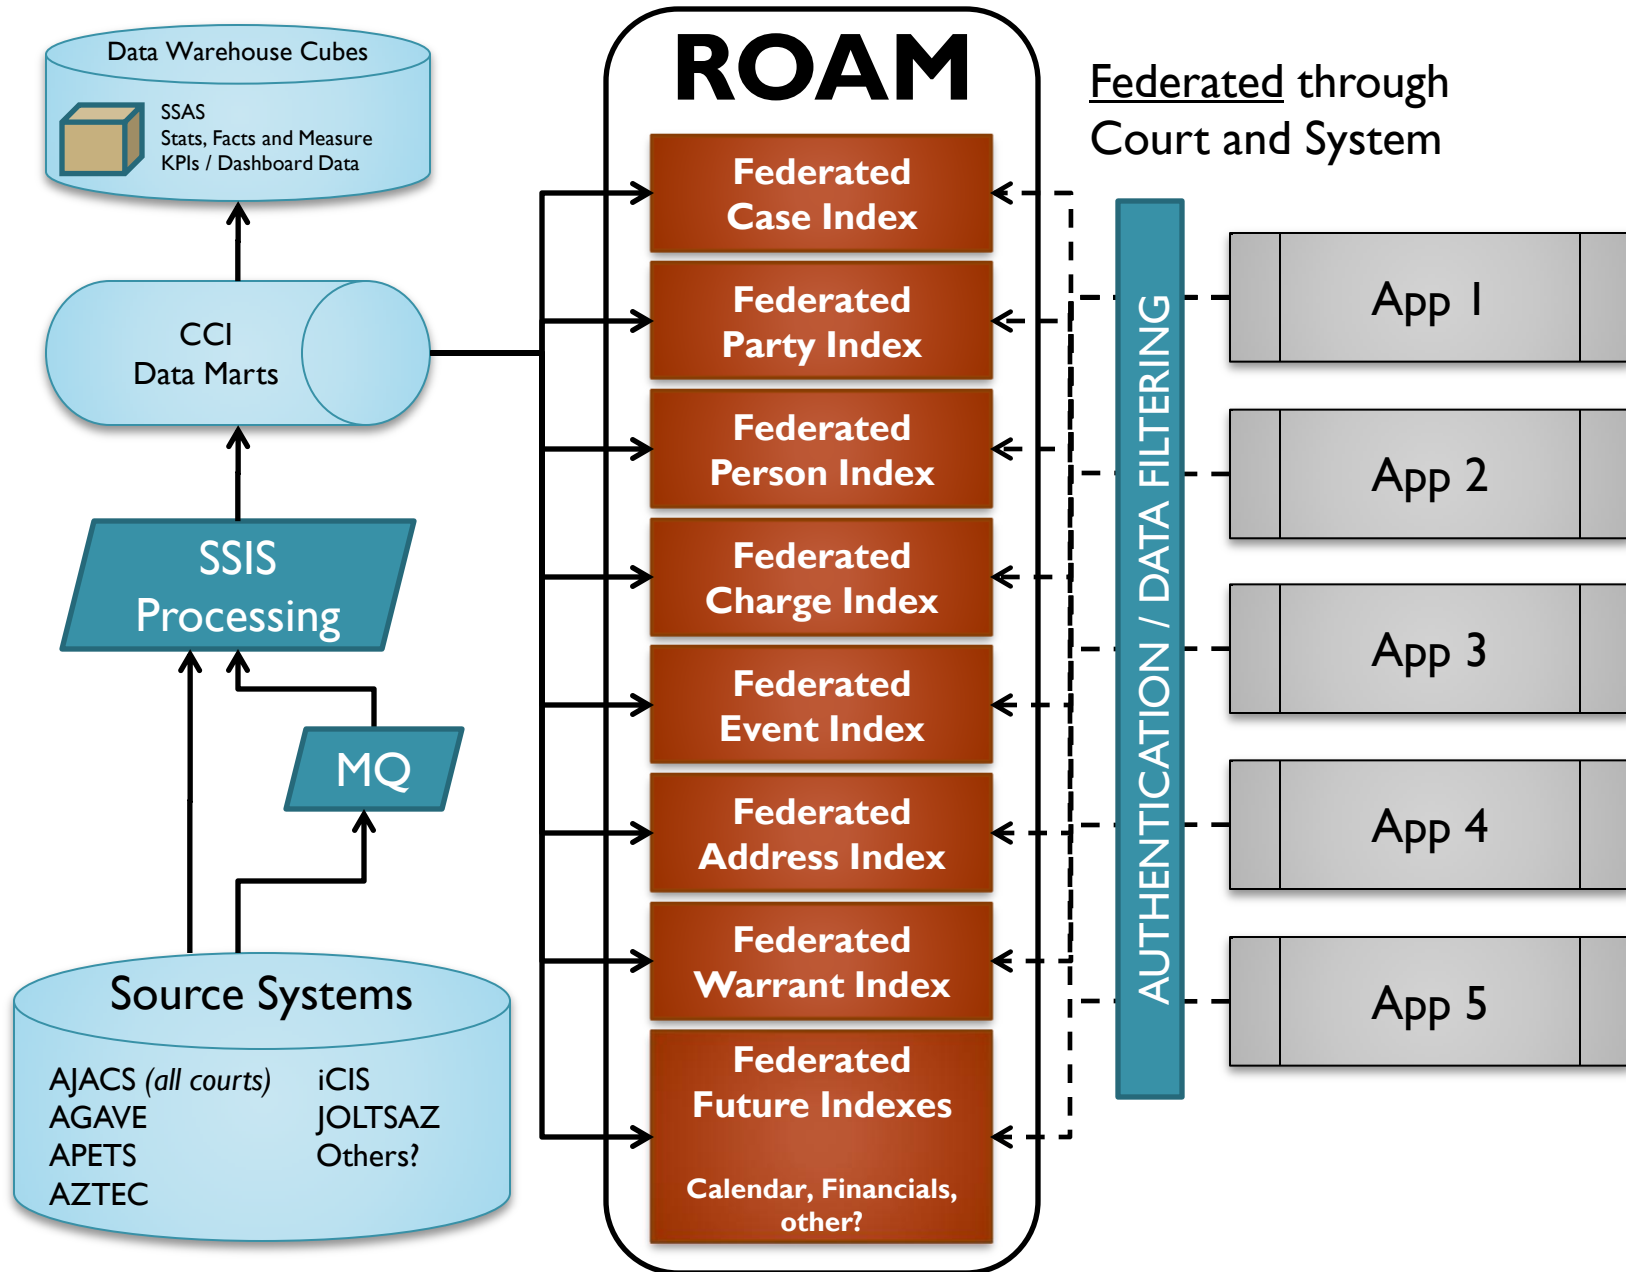 Data Warehouse Cubes
SSAS
Stats, Facts and Measure
KPIs / Dashboard Data
CCI
Data Marts
SSIS
Processing
MQ
Source Systems
AJACS (all courts)
AGAVE
APETS
AZTEC
iCIS
JOLTSAZ
Others?
ROAM
Federated
Case Index
Federated
Party Index
Federated
Person Index
Federated
Charge Index
Federated
Event Index
Federated
Address Index
Federated
Warrant Index
Federated
Future Indexes
Calendar, Financials,
other?
Federated through
Court and System
AUTHENTICATION / DATA FILTERING
App 1
App 2
App 3
App 4
App 5